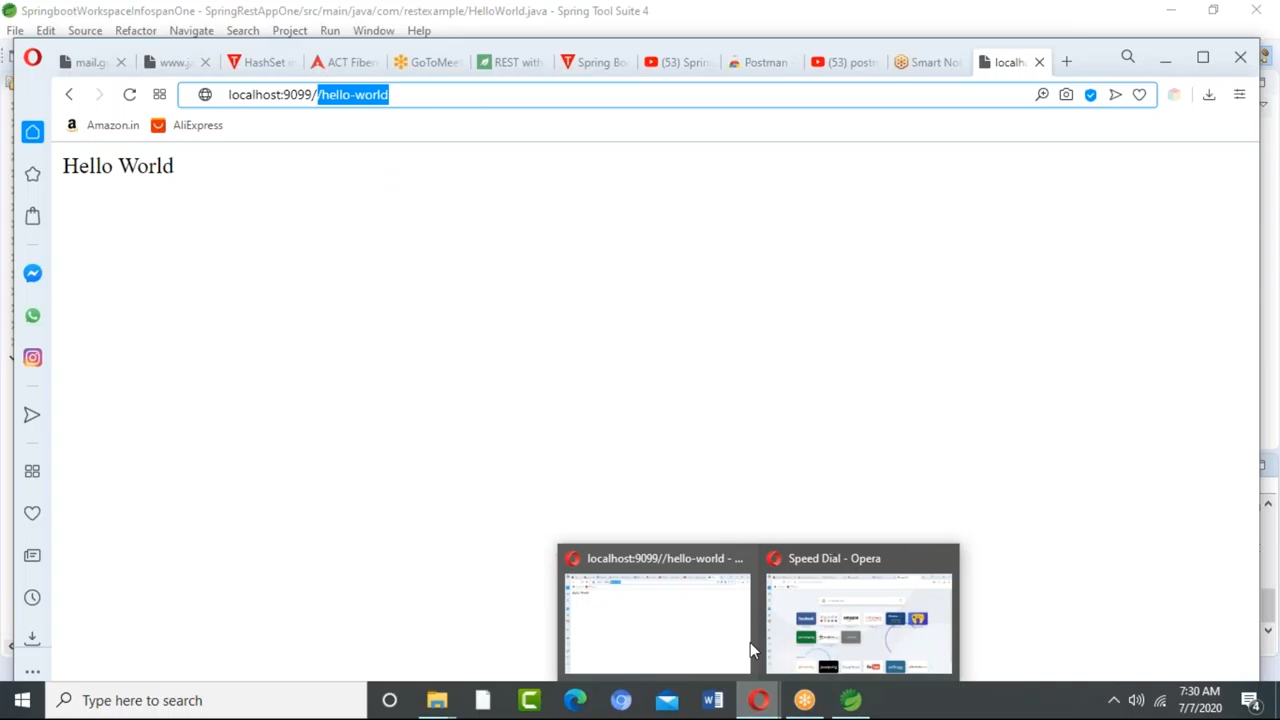 SpringbootWorkspaceInfospanOne - SpringRestAppOne/src/main/java/com/restexample/HelloWorld.java - Spring Tool Suite 4
File Edit Source Refactor Navigate Search Project Run Window Help
mail.g www.j HashSet ACT Fiber GoToMee REST with Spring Bo (53) Sprin Postman (53) postm Smart No localh
localhost:9099//hello-world
Amazon.in AliExpress
Hello World
localhost:9099//hello-world - ... Speed Dial - Opera
Type here to search
7:30 AM
7/7/2020
4